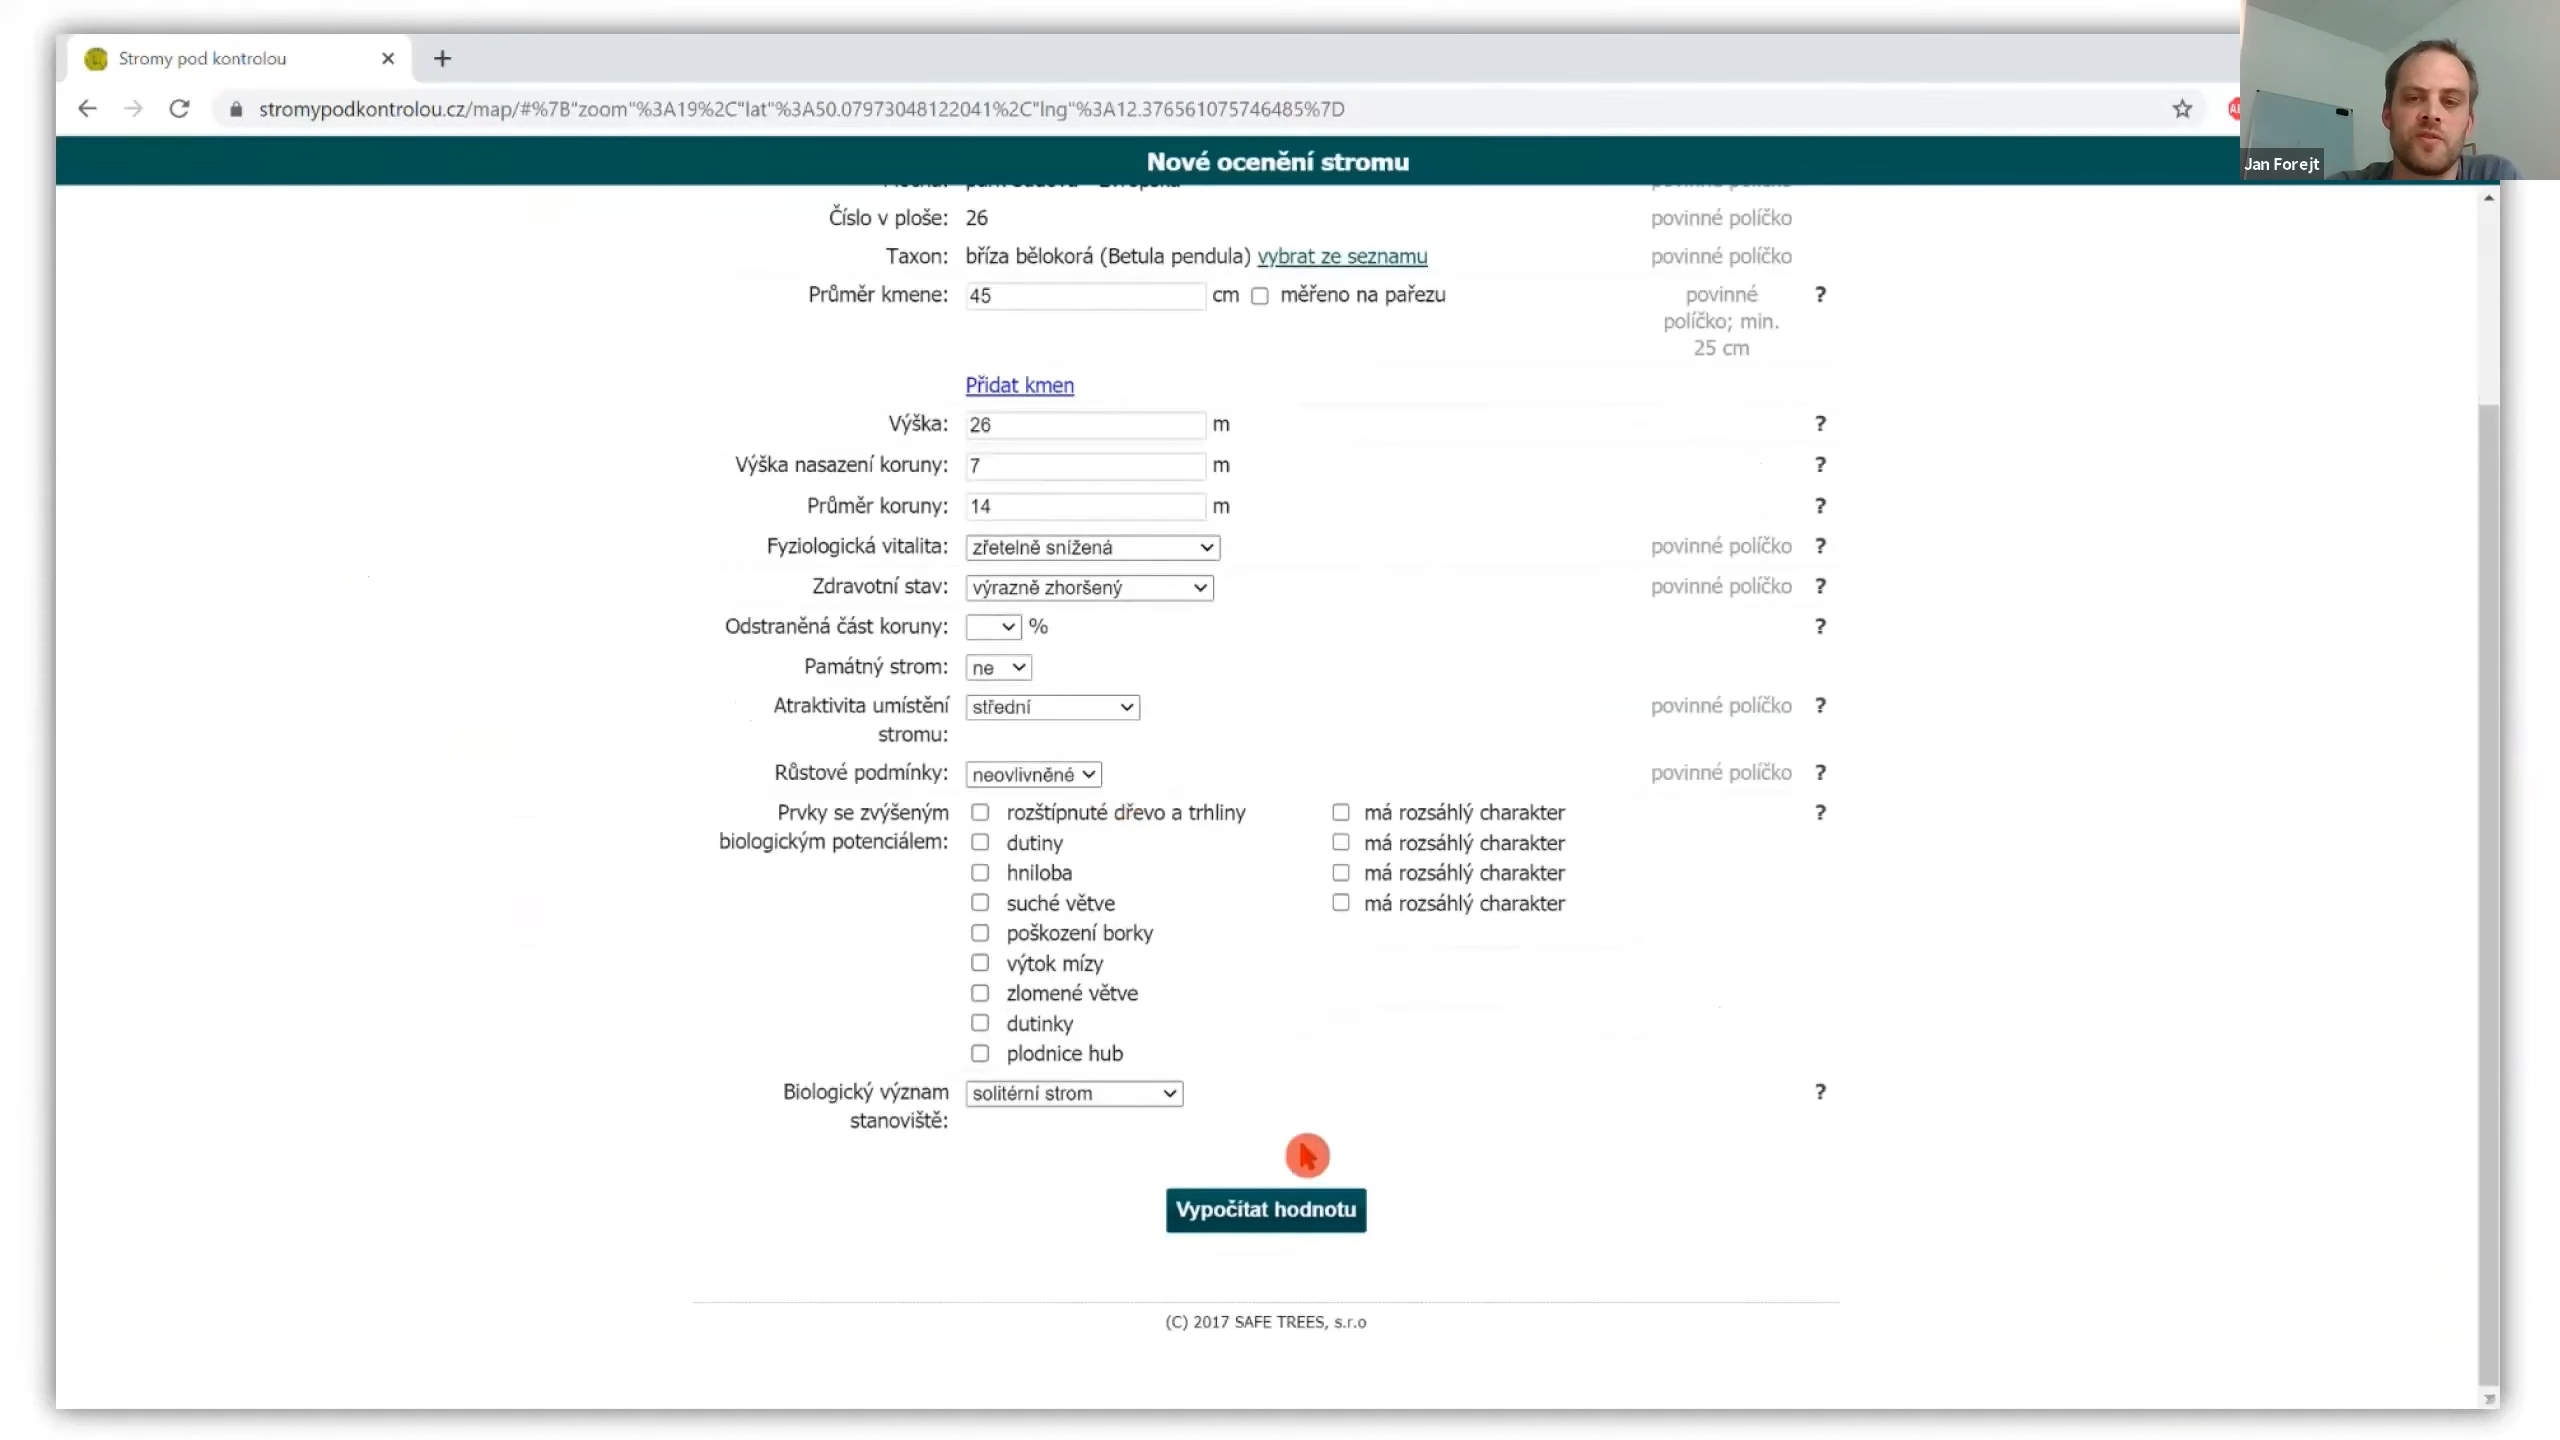 Stromy pod kontrolou
stromypodkontrolou.cz/map/#%7B"zoom"%3A19%2C"lat"%3A50.07973048122041%2C"lng"%3A12.376561075746485%7D
Jan Forejt
Nové ocenění stromu
Číslo v ploše: 26 povinné políčko
Taxon: bříza bělokorá (Betula pendula) vybrat ze seznamu povinné políčko
Průměr kmene: 45 cm měřeno na pařezu povinné políčko; min. 25 cm ?
Přidat kmen
Výška: 26 m ?
Výška nasazení koruny: 7 m ?
Průměr koruny: 14 m ?
Fyziologická vitalita: zřetelně snížená povinné políčko ?
Zdravotní stav: výrazně zhoršený povinné políčko ?
Odstraněná část koruny: % ?
Památný strom: ne
Atraktivita umístění stromu: střední povinné políčko ?
Růstové podmínky: neovlivněné povinné políčko ?
Prvky se zvýšeným biologickým potenciálem: ?
rozštípnuté dřevo a trhliny má rozsáhlý charakter
dutiny má rozsáhlý charakter
hniloba má rozsáhlý charakter
suché větve má rozsáhlý charakter
poškození borky
výtok mízy
zlomené větve
dutinky
plodnice hub
Biologický význam stanoviště: solitérní strom ?
Vypočítat hodnotu
(C) 2017 SAFE TREES, s.r.o